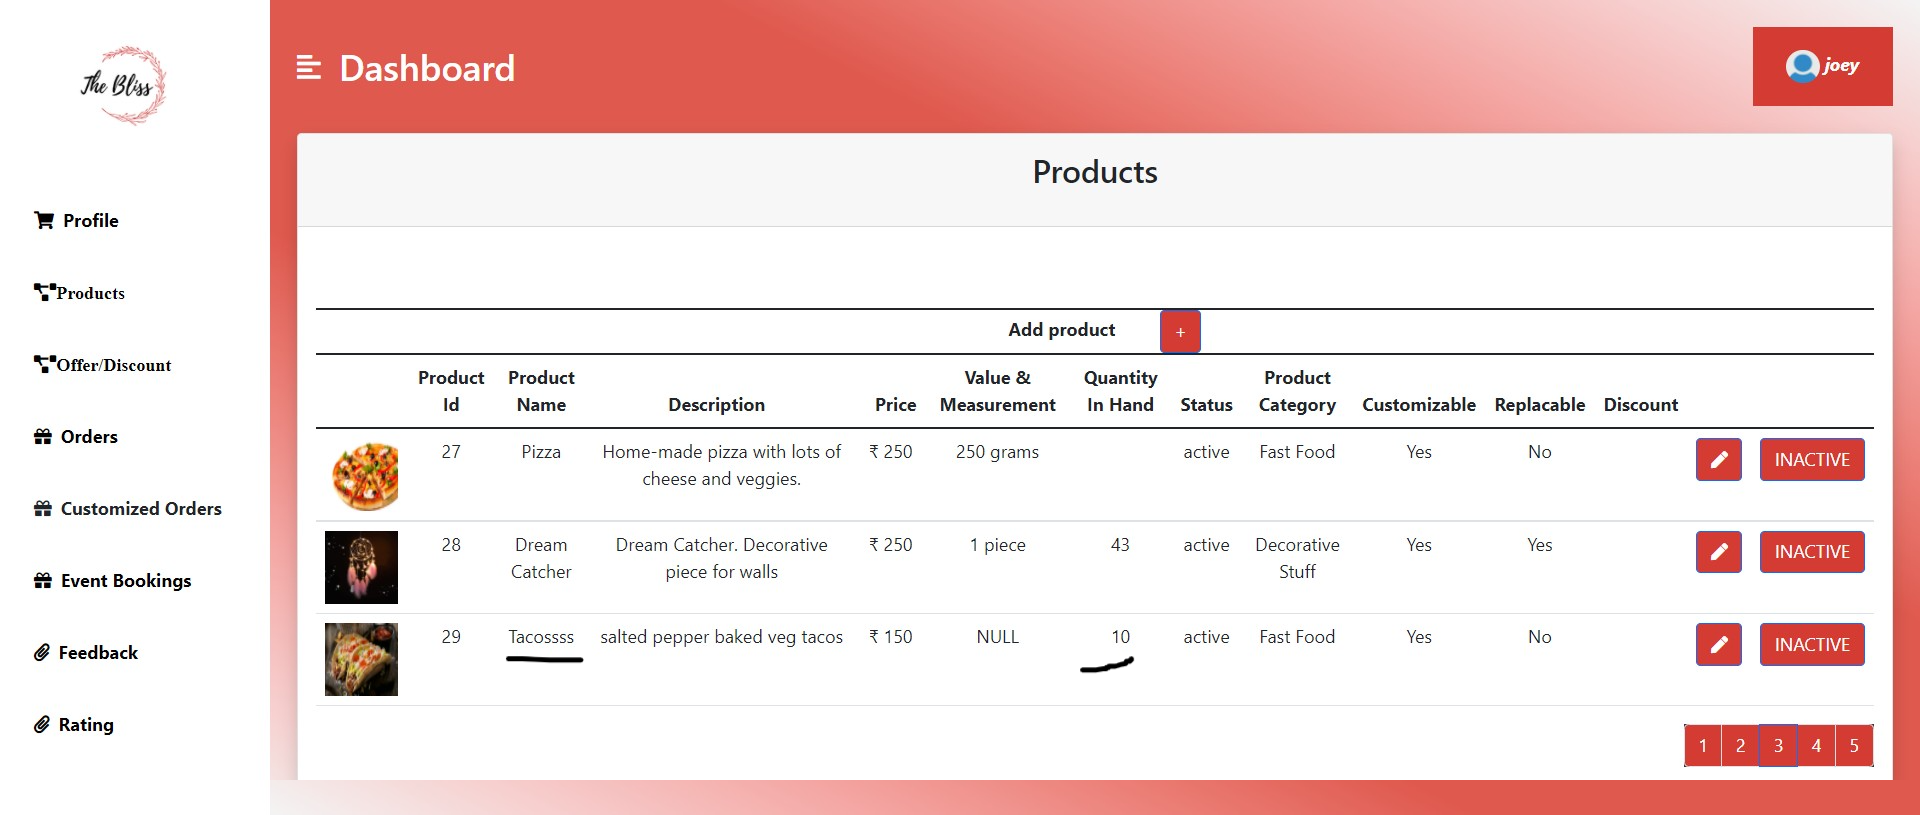 The Bliss
Dashboard
joey
Profile
Products
Offer/Discount
Orders
Customized Orders
Event Bookings
Feedback
Rating
Products
Add product +
Product Id Product Name Description Price Value & Measurement Quantity In Hand Status Product Category Customizable Replacable Discount
27 Pizza Home-made pizza with lots of cheese and veggies. ₹ 250 250 grams active Fast Food Yes No INACTIVE
28 Dream Catcher Dream Catcher. Decorative piece for walls ₹ 250 1 piece 43 active Decorative Stuff Yes Yes INACTIVE
29 Tacossss salted pepper baked veg tacos ₹ 150 NULL 10 active Fast Food Yes No INACTIVE
1 2 3 4 5